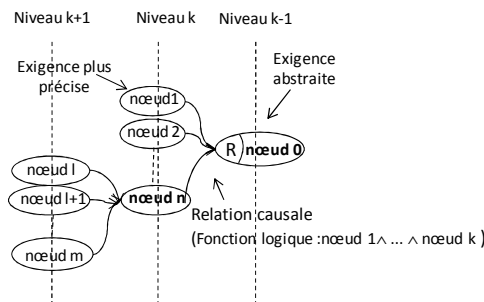 Niveau k+1 Niveau k Niveau k-1
Exigence plus
précise
Exigence
abstraite
nœud1
nœud 2
R nœud 0
nœud l
nœud l+1
nœud n
nœud m
Relation causale
(Fonction logique :nœud 1∧ ... ∧ nœud k )